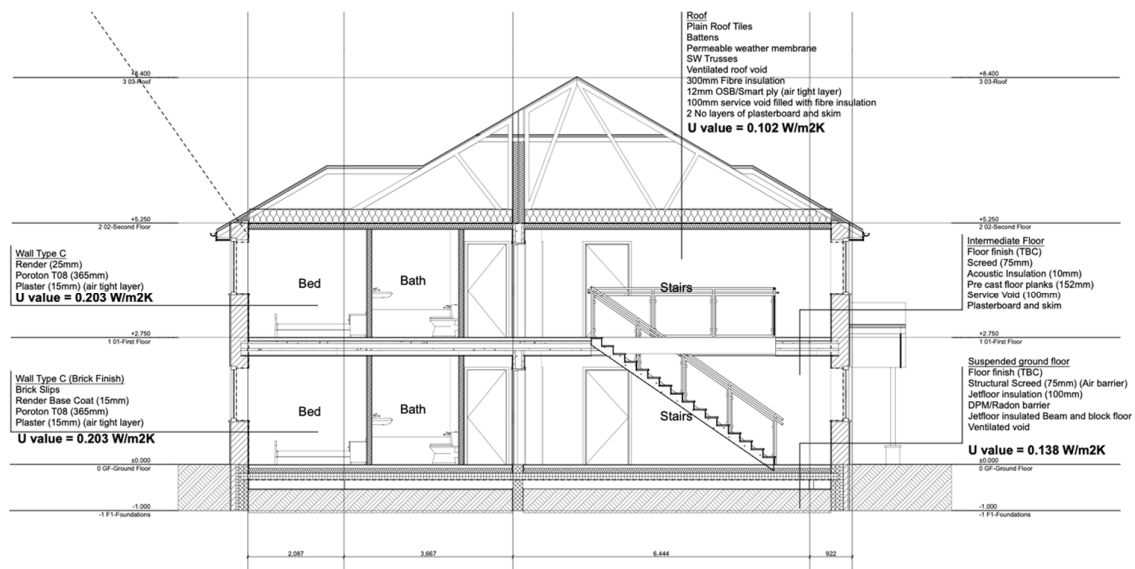 Roof
Plain Roof Tiles
Battens
Permeable weather membrane
SW Trusses
Ventilated roof void
300mm Fibre insulation
12mm OSB/Smart ply (air tight layer)
100mm service void filled with fibre insulation
2 No layers of plasterboard and skim
U value = 0.102 W/m2K
+8.400
3 03-Roof
+8.400
3 03-Roof
+5.250
2 02-Second Floor
+5.250
2 02-Second Floor
Wall Type C
Render (25mm)
Poroton T08 (365mm)
Plaster (15mm) (air tight layer)
U value = 0.203 W/m2K
Bed
Bath
Stairs
Intermediate Floor
Floor finish (TBC)
Screed (75mm)
Acoustic Insulation (10mm)
Pre cast floor planks (152mm)
Service Void (100mm)
Plasterboard and skim
+2.750
1 01-First Floor
+2.750
1 01-First Floor
Wall Type C (Brick Finish)
Brick Slips
Render Base Coat (15mm)
Poroton T08 (365mm)
Plaster (15mm) (air tight layer)
U value = 0.203 W/m2K
Bed
Bath
Stairs
Suspended ground floor
Floor finish (TBC)
Structural Screed (75mm) (Air barrier)
Jetfloor insulation (100mm)
DPM/Radon barrier
Jetfloor insulated Beam and block floor
Ventilated void
U value = 0.138 W/m2K
±0.000
0 GF-Ground Floor
±0.000
0 GF-Ground Floor
-1.000
-1 F1-Foundations
-1.000
-1 F1-Foundations
2,087
3,667
6,444
922